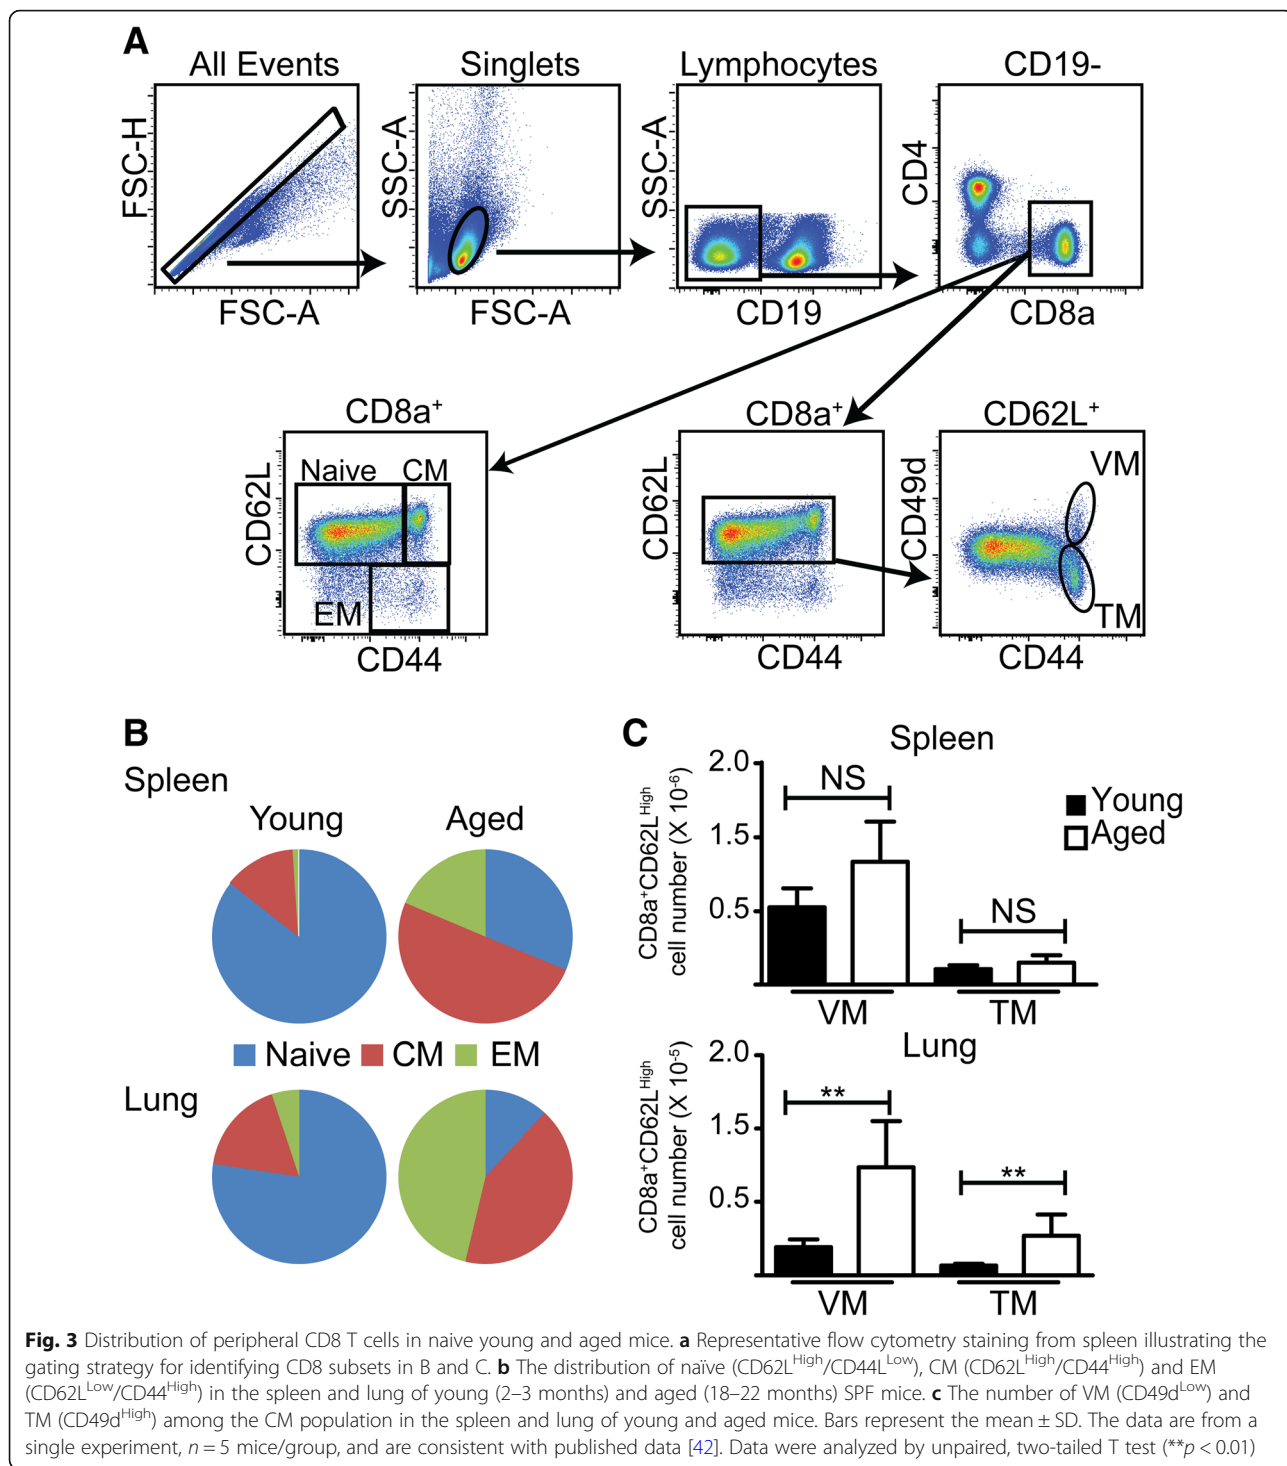 A
All Events
Singlets
Lymphocytes
CD19-
FSC-H
FSC-A
SSC-A
FSC-A
SSC-A
CD19
CD4
CD8a
CD8a+
CD62L
Naive
CM
EM
CD44
CD8a+
CD62L
CD44
CD62L+
CD49d
VM
TM
CD44
B
Spleen
Young
Aged
Naive
CM
EM
Lung
C
Spleen
CD8a+CD62LHigh
cell number (X 10-6)
2.0
1.5
0.5
NS
NS
Young
Aged
VM
TM
Lung
CD8a+CD62LHigh
cell number (X 10-5)
2.0
1.5
0.5
**
**
VM
TM
Fig. 3 Distribution of peripheral CD8 T cells in naive young and aged mice. a Representative flow cytometry staining from spleen illustrating the
gating strategy for identifying CD8 subsets in B and C. b The distribution of naïve (CD62LHigh/CD44LLow), CM (CD62LHigh/CD44High) and EM
(CD62LLow/CD44High) in the spleen and lung of young (2–3 months) and aged (18–22 months) SPF mice. c The number of VM (CD49dLow) and
TM (CD49dHigh) among the CM population in the spleen and lung of young and aged mice. Bars represent the mean ± SD. The data are from a
single experiment, n = 5 mice/group, and are consistent with published data [42]. Data were analyzed by unpaired, two-tailed T test (**p < 0.01)